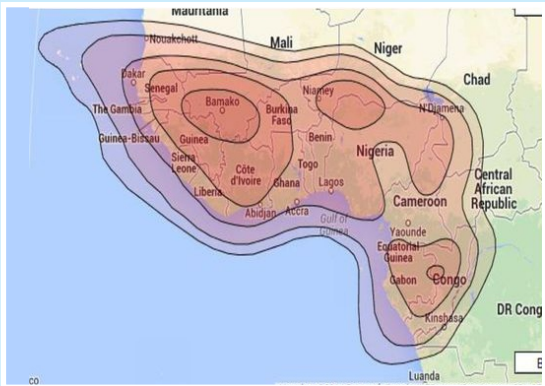 Mauritania
Nouakchott
Mali
Niger
Chad
Dakar
Senegal
The Gambia
Bamako
Niamey
N'Djamena
Burkina
Faso
Guinea-Bissau
Guinea
Benin
Nigeria
Sierra
Leone
Côte
d'Ivoire
Togo
Ghana
Lagos
Liberia
Abidjan
Accra
Central
African
Republic
Cameroon
Gulf of
Guinea
Yaounde
Equatorial
Guinea
Gabon
Congo
DR Cong
Kinshasa
Luanda
B
co